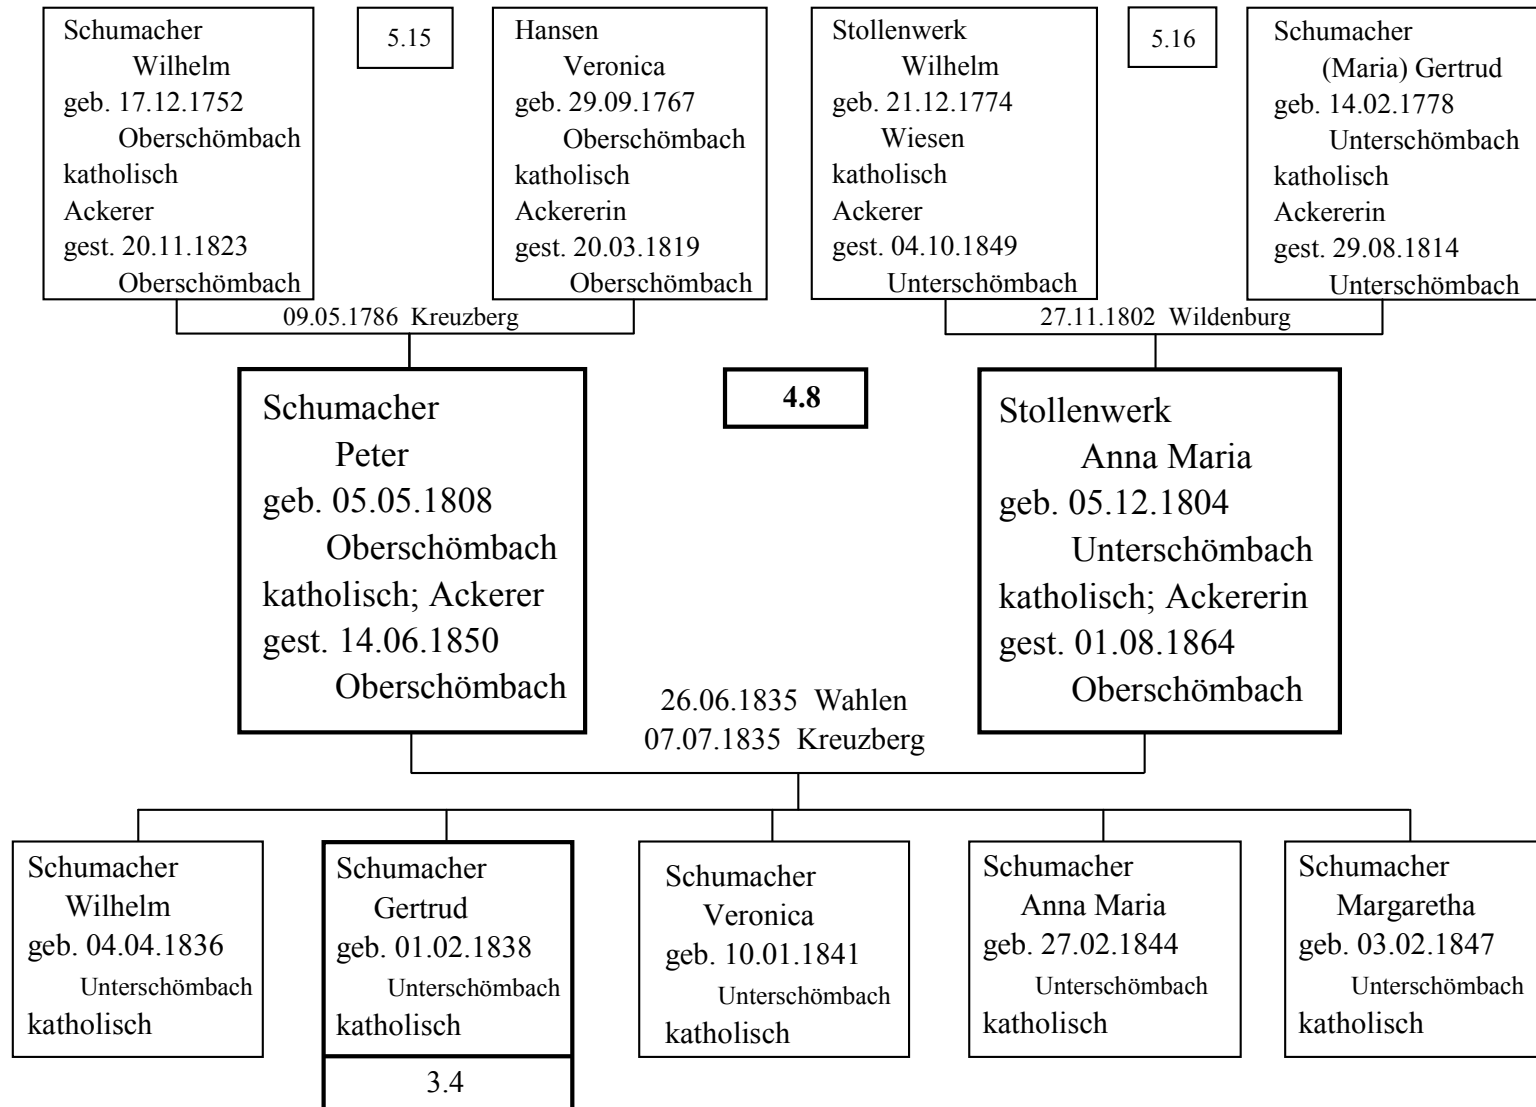 Schumacher
Wilhelm
geb. 17.12.1752
Oberschömbach
katholisch
Ackerer
gest. 20.11.1823
Oberschömbach
5.15
Hansen
Veronica
geb. 29.09.1767
Oberschömbach
katholisch
Ackererin
gest. 20.03.1819
Oberschömbach
Stollenwerk
Wilhelm
geb. 21.12.1774
Wiesen
katholisch
Ackerer
gest. 04.10.1849
Unterschömbach
5.16
Schumacher
(Maria) Gertrud
geb. 14.02.1778
Unterschömbach
katholisch
Ackererin
gest. 29.08.1814
Unterschömbach
09.05.1786 Kreuzberg
27.11.1802 Wildenburg
Schumacher
Peter
geb. 05.05.1808
Oberschömbach
katholisch; Ackerer
gest. 14.06.1850
Oberschömbach
4.8
Stollenwerk
Anna Maria
geb. 05.12.1804
Unterschömbach
katholisch; Ackererin
gest. 01.08.1864
Oberschömbach
26.06.1835 Wahlen
07.07.1835 Kreuzberg
Schumacher
Wilhelm
geb. 04.04.1836
Unterschömbach
katholisch
Schumacher
Gertrud
geb. 01.02.1838
Unterschömbach
katholisch
3.4
Schumacher
Veronica
geb. 10.01.1841
Unterschömbach
katholisch
Schumacher
Anna Maria
geb. 27.02.1844
Unterschömbach
katholisch
Schumacher
Margaretha
geb. 03.02.1847
Unterschömbach
katholisch